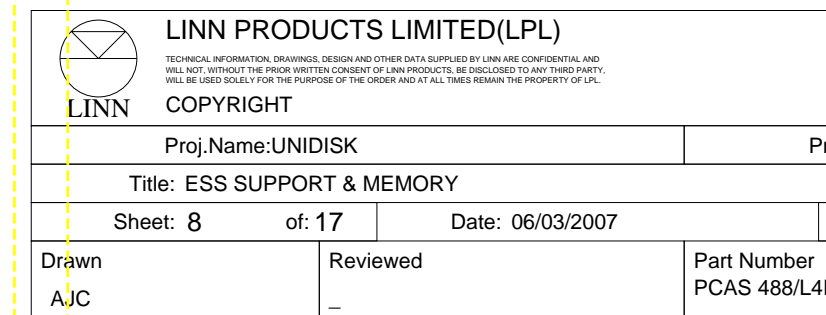 LINN PRODUCTS LIMITED(LPL)
TECHNICAL INFORMATION, DRAWINGS, DESIGN AND OTHER DATA SUPPLIED BY LINN ARE CONFIDENTIAL AND
WILL NOT, WITHOUT THE PRIOR WRITTEN CONSENT OF LINN PRODUCTS, BE DISCLOSED TO ANY THIRD PARTY,
WILL BE USED SOLELY FOR THE PURPOSE OF THE ORDER AND AT ALL TIMES REMAIN THE PROPERTY OF LPL.
LINN COPYRIGHT
Proj.Name:UNIDISK
Title: ESS SUPPORT & MEMORY
Sheet: 8 of: 17 Date: 06/03/2007
Drawn Reviewed Part Number
AJC _ PCAS 488/L4